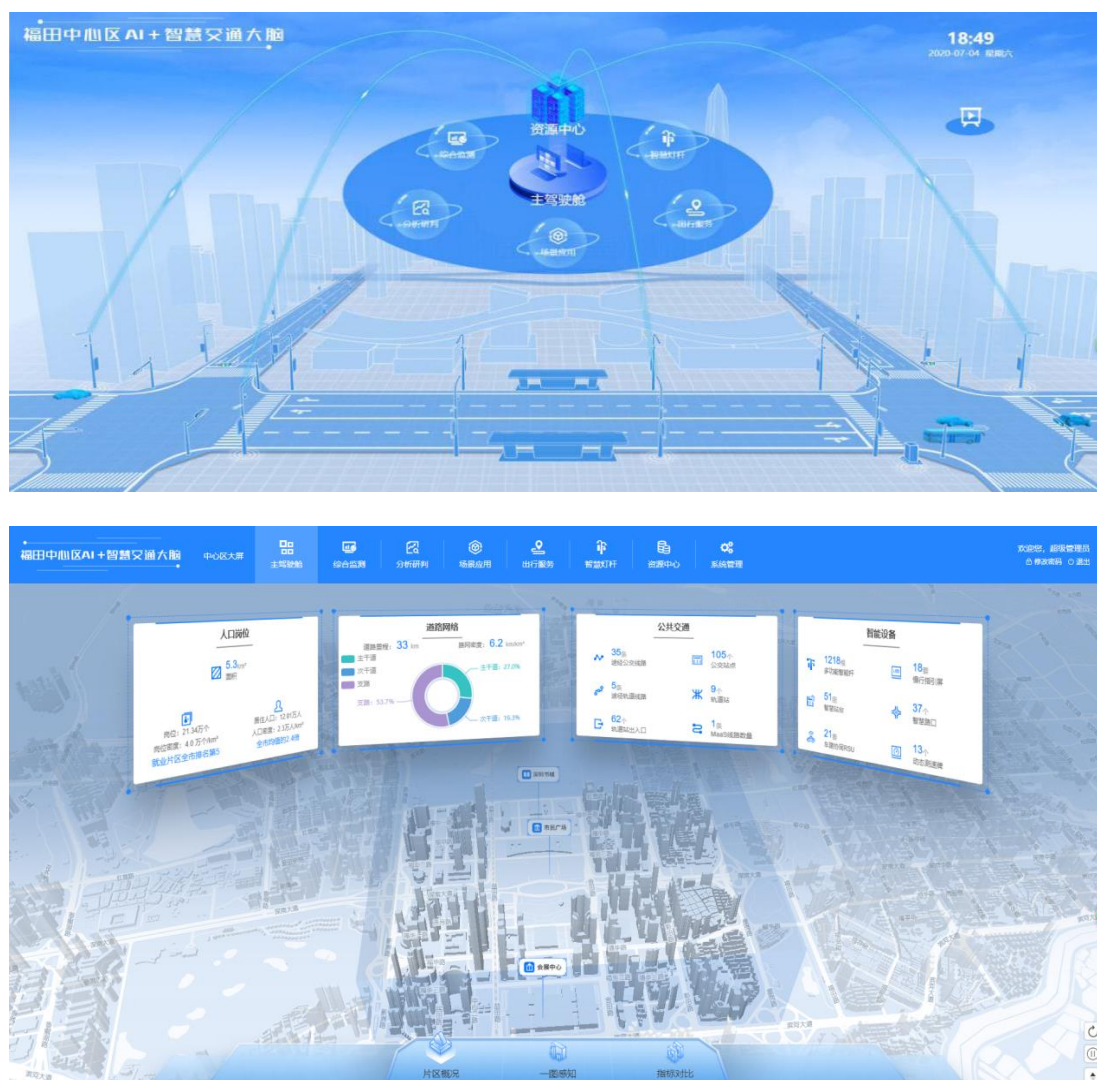 福田中心区AI+智慧交通大脑
18:49
2020-07-04 星期六
资源中心
综合监测
智慧灯杆
主驾驶舱
分析研判
出行服务
场景应用
福田中心区AI+智慧交通大脑
中心区大屏
主驾驶舱
综合监测
分析研判
场景应用
出行服务
智慧灯杆
资源中心
系统管理
欢迎您，超级管理员
修改密码 退出
人口岗位
5.3km²
面积
岗位：21.34万个
岗位密度：4.0万个/km²
就业片区全市排名第5
居住人口：12.01万人
人口密度：2.3万人/km²
全市均值的2.4倍
道路网络
道路里程：33 km
路网密度：6.2 km/km²
主干道
次干道
支路
主干道：27.0%
支路：53.7%
次干道：19.3%
公共交通
35条
途经公交线路
105个
公交站点
5条
途径轨道线路
9个
轨道站
62个
轨道站出入口
1条
MaaS线路数量
智能设备
1218根
多功能智能杆
18套
慢行指引屏
51座
智慧站台
37个
智慧路口
21套
车路协同RSU
13个
动态测速牌
深圳书城
市民广场
会展中心
滨河大道
片区概况
一图感知
指标对比